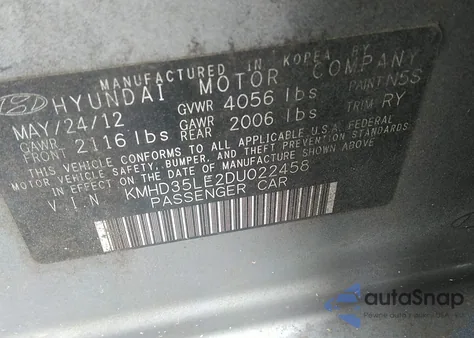 MANUFACTURED IN KOREA BY
HYUNDAI MOTOR COMPANY
MAY/24/12 GVWR 4056 lbs PAINT N5S
GAWR FRONT 2116 lbs GAWR REAR 2006 lbs TRIM RY
THIS VEHICLE CONFORMS TO ALL APPLICABLE U.S.A FEDERAL
MOTOR VEHICLE SAFETY, BUMPER, AND THEFT PREVENTION
STANDARDS IN EFFECT ON THE DATE OF MANUFACTURE SHOWN ABOVE
V I N KMHD35LE2DU022458
PASSENGER CAR
autoSnap